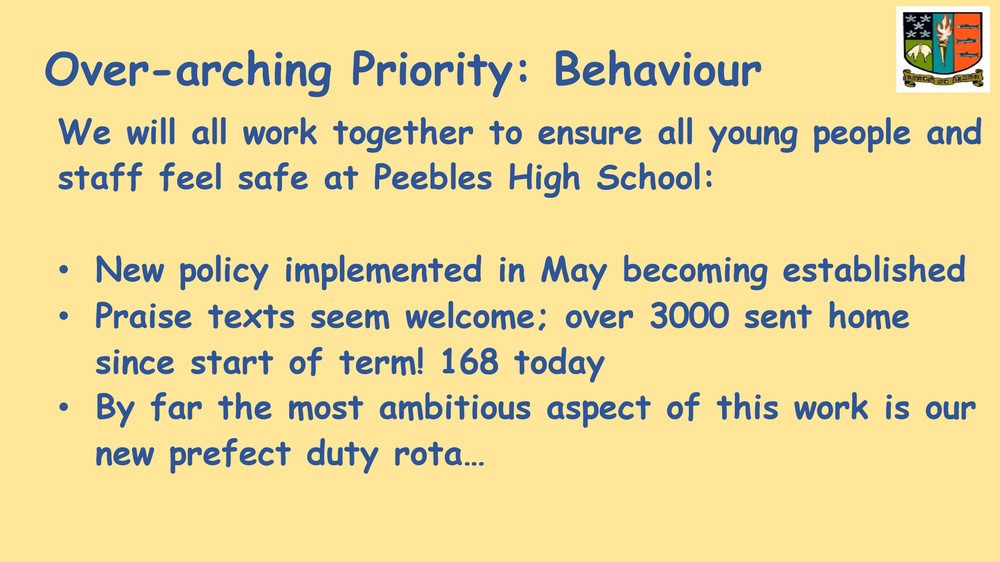 Over-arching Priority: Behaviour
We will all work together to ensure all young people and
staff feel safe at Peebles High School:
• New policy implemented in May becoming established
• Praise texts seem welcome; over 3000 sent home
since start of term! 168 today
• By far the most ambitious aspect of this work is our
new prefect duty rota...